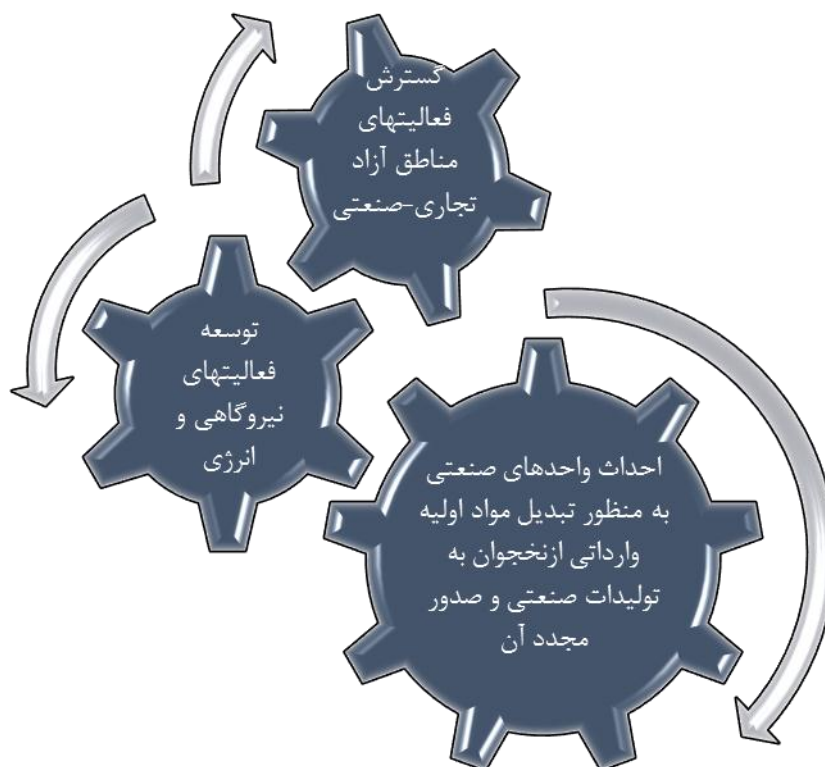 گسترش
فعالیتهای
مناطق آزاد
تجاری-صنعتی
توسعه
فعالیتهای
نیروگاهی و
انرژی
احداث واحدهای صنعتی
به منظور تبدیل مواد اولیه
وارداتی ازنخجوان به
تولیدات صنعتی و صدور
مجدد آن